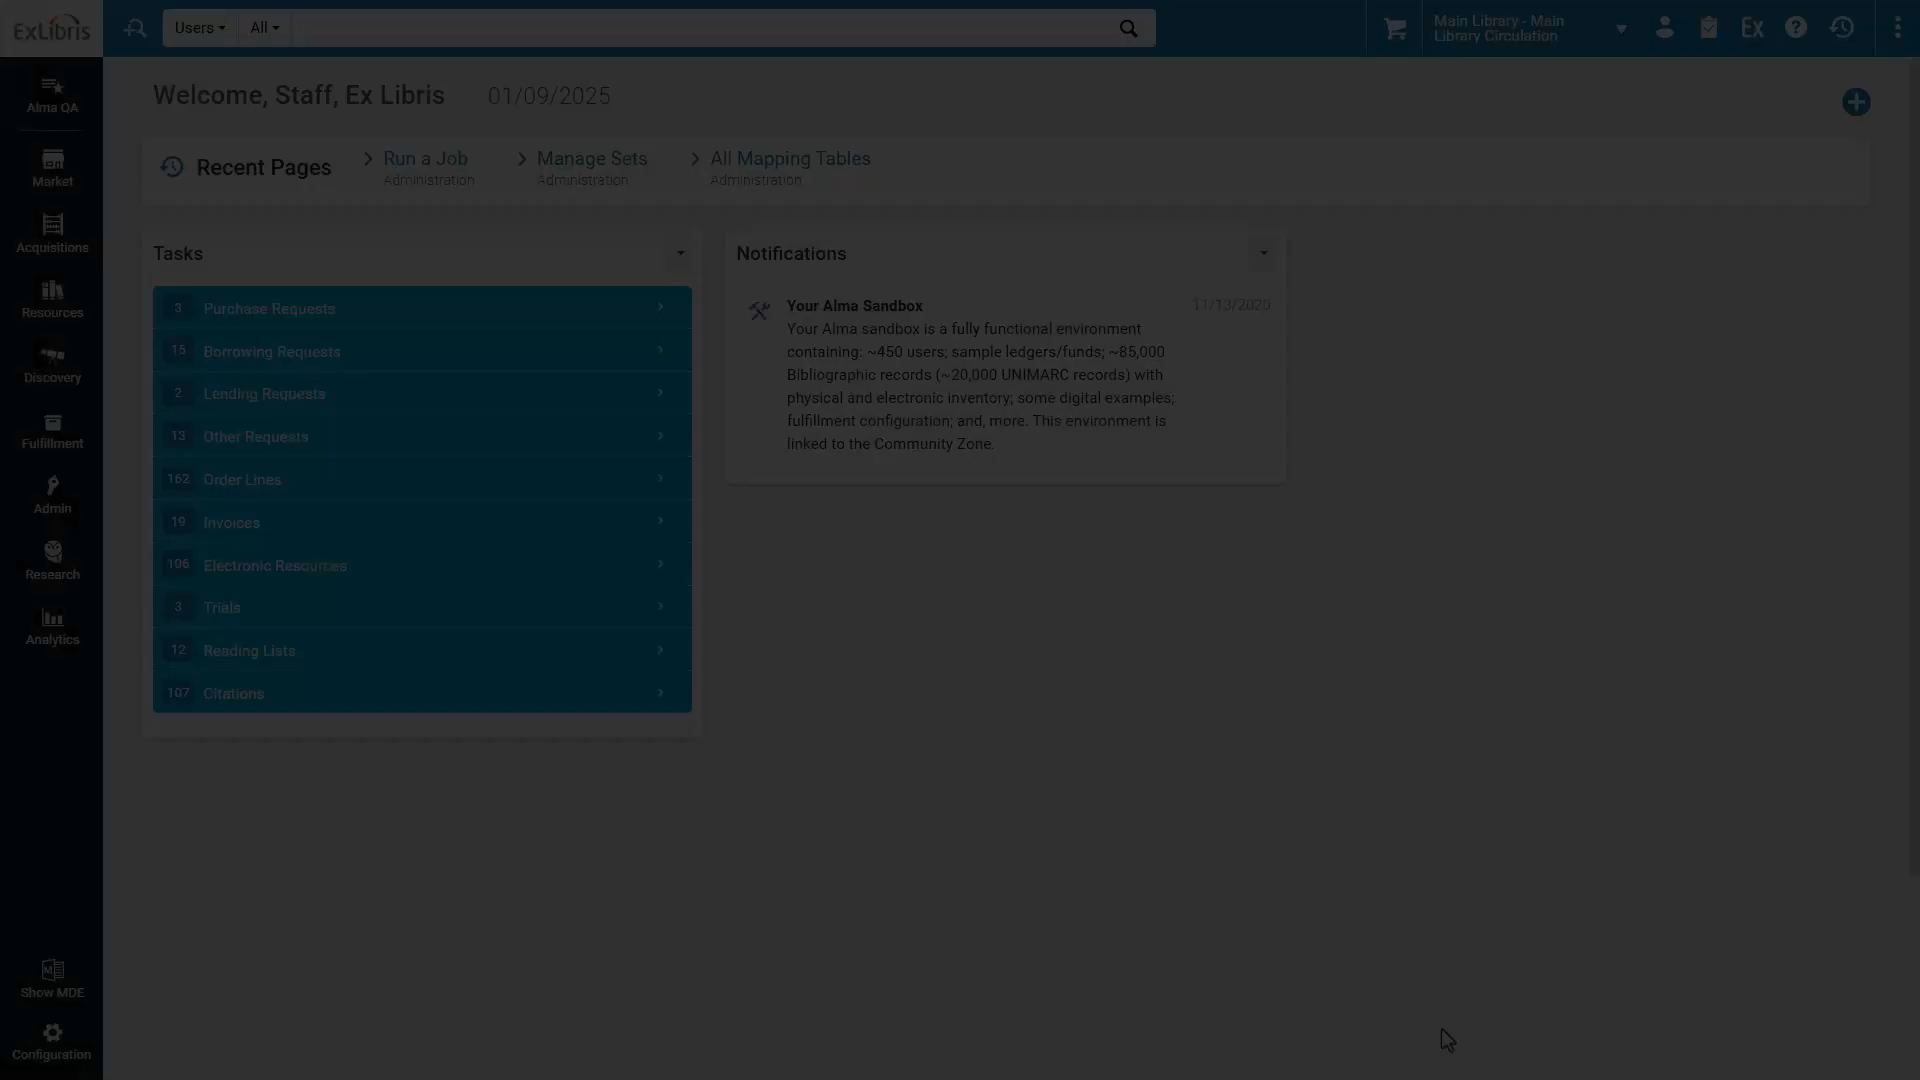 ExLibris
Users
All
Main Library - Main
Library Circulation
Ex
?
Alma QA
Market
Acquisitions
Resources
Discovery
Fulfillment
Admin
Research
Analytics
Show MDE
Configuration
Welcome, Staff, Ex Libris 01/09/2025
Recent Pages
Run a Job
Administration
Manage Sets
Administration
All Mapping Tables
Administration
Tasks
3 Purchase Requests
15 Borrowing Requests
2 Lending Requests
13 Other Requests
162 Order Lines
19 Invoices
106 Electronic Resources
3 Trials
12 Reading Lists
107 Citations
Notifications
Your Alma Sandbox 11/13/2020
Your Alma sandbox is a fully functional environment
containing: ~450 users; sample ledgers/funds; ~85,000
Bibliographic records (~20,000 UNIMARC records) with
physical and electronic inventory; some digital examples;
fulfillment configuration; and, more. This environment is
linked to the Community Zone.